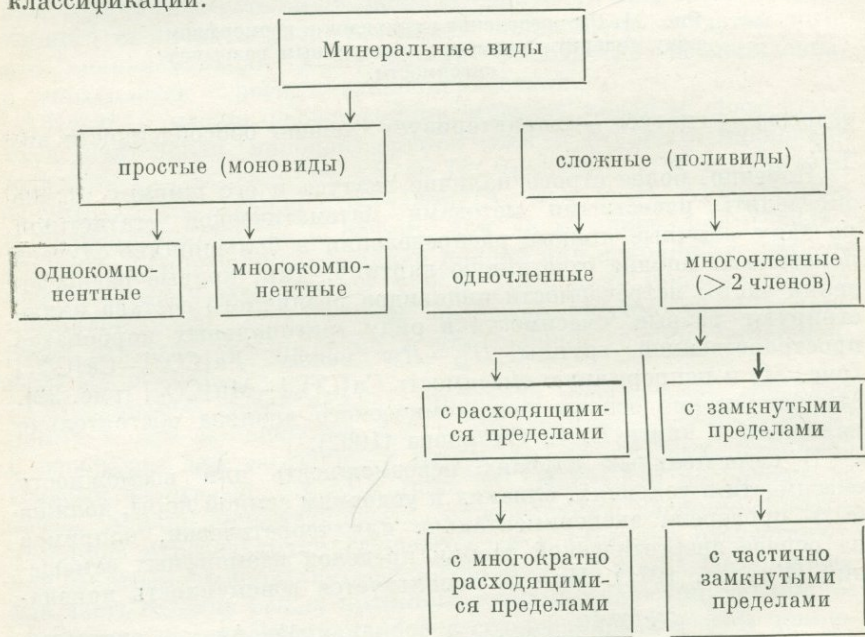 классификации.
Минеральные виды
простые (моновиды)
сложные (поливиды)
однокомпо-
нентные
многокомпо-
нентные
одночленные
многочленные
(> 2 членов)
с расходящими-
ся пределами
с замкнутыми
пределами
с многократно
расходящими-
ся пределами
с частично
замкнутыми
пределами